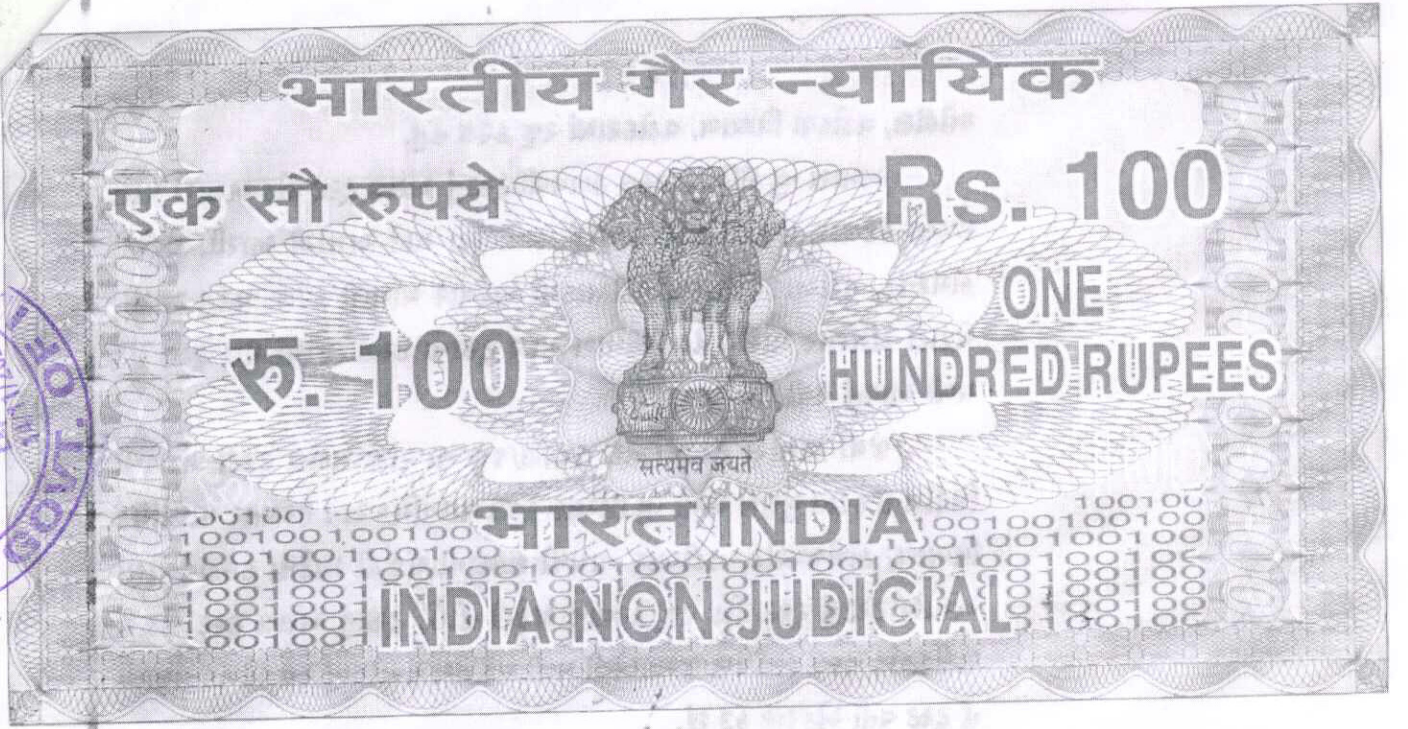 भारतीय गैर न्यायिक
एक सौ रुपये
Rs. 100
रु. 100
ONE
HUNDRED RUPEES
सत्यमेव जयते
भारत INDIA
INDIA NON JUDICIAL
GOVT. OF